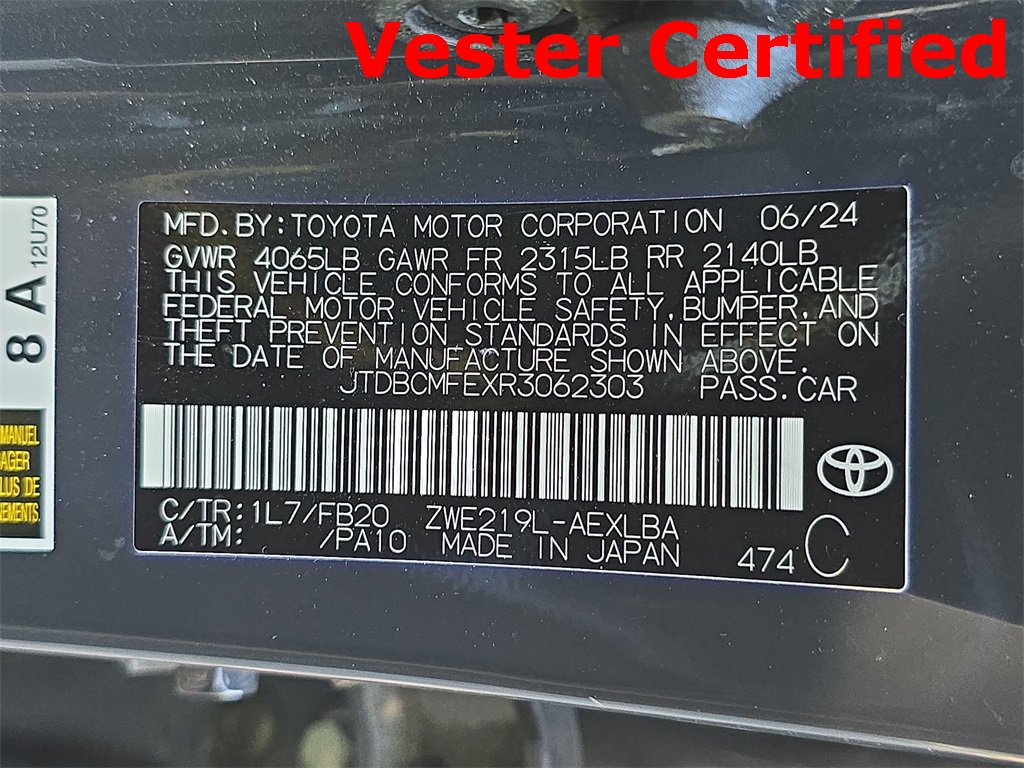 Vester Certified
MFD. BY: TOYOTA MOTOR CORPORATION 06/24
GVWR 4065LB GAWR FR 2315LB RR 2140LB
THIS VEHICLE CONFORMS TO ALL APPLICABLE
FEDERAL MOTOR VEHICLE SAFETY, BUMPER, AND
THEFT PREVENTION STANDARDS IN EFFECT ON
THE DATE OF MANUFACTURE SHOWN ABOVE.
JTDBCMFEXR3062303 PASS. CAR
C/TR: 1L7/FB20 ZWE219L-AEXLBA
A/TM: /PA10 MADE IN JAPAN 474 C
8 A 12U70
MANUEL